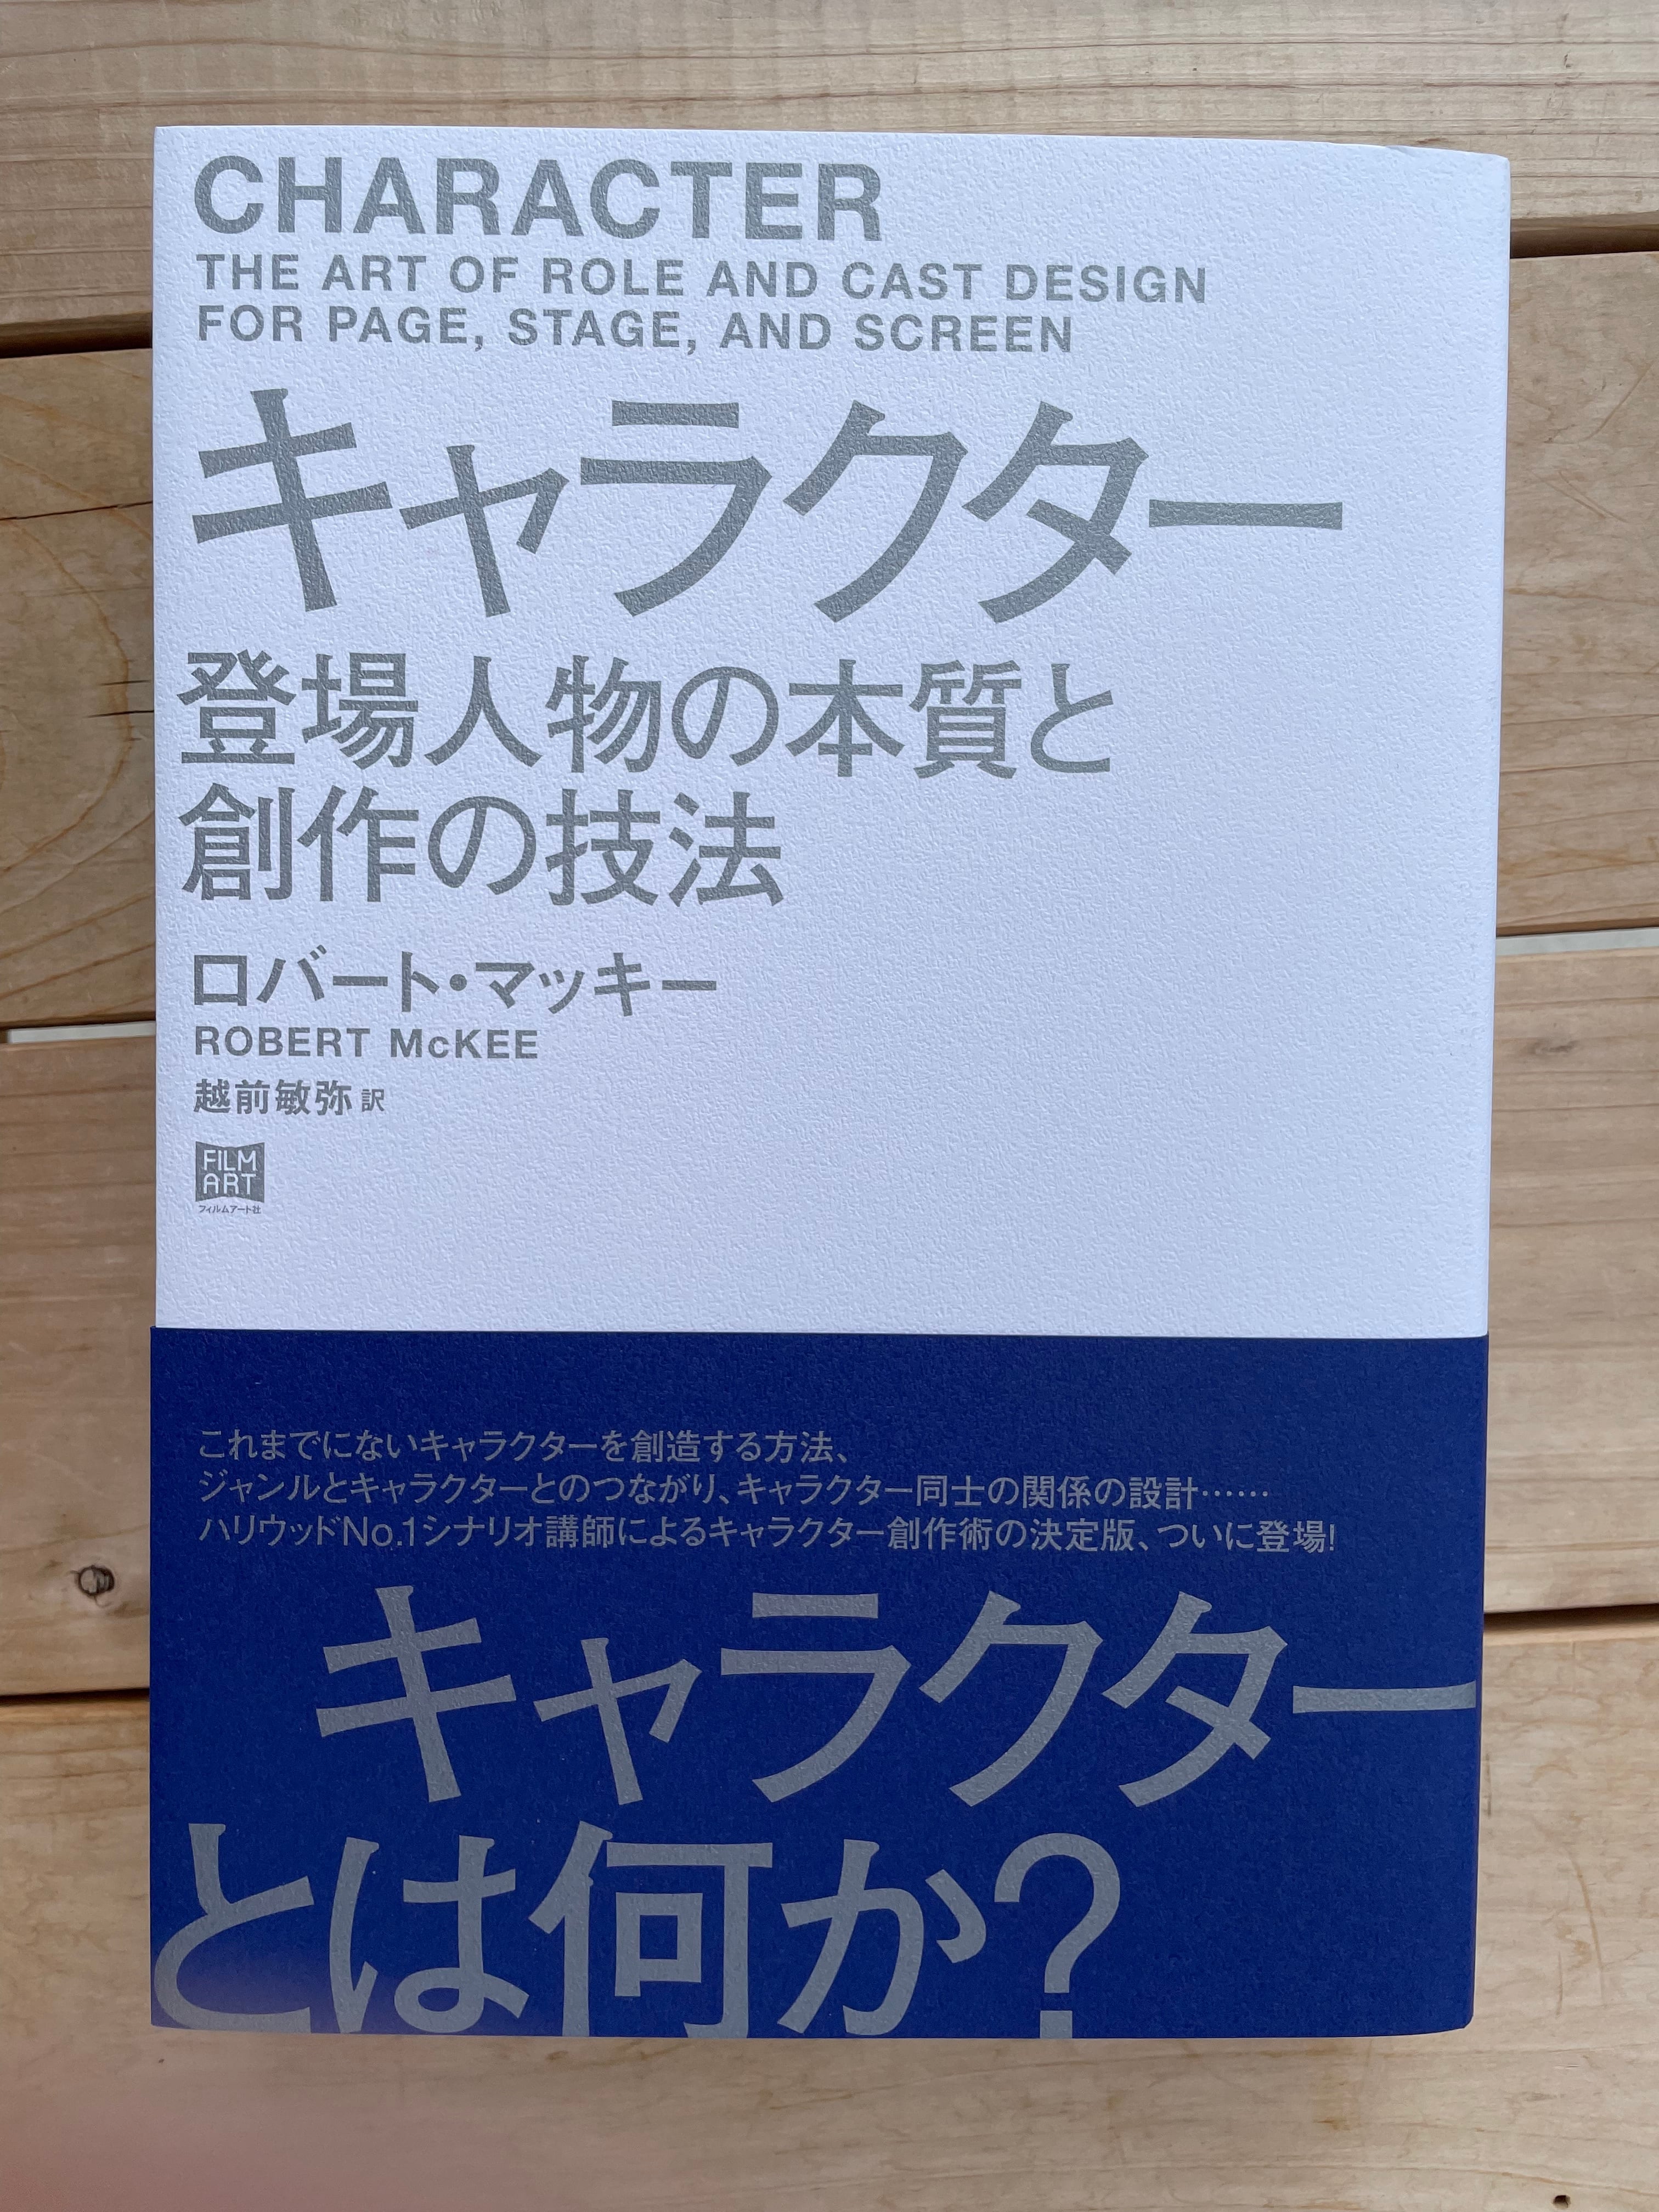 CHARACTER
THE ART OF ROLE AND CAST DESIGN
FOR PAGE, STAGE, AND SCREEN
キャラクター
登場人物の本質と
創作の技法
ロバート・マッキー
ROBERT McKEE
越前敏弥 訳
FILM
ART
フィルムアート社
これまでにないキャラクターを創造する方法、
ジャンルとキャラクターとのつながり、キャラクター同士の関係の設計……
ハリウッドNo.1シナリオ講師によるキャラクター創作術の決定版、ついに登場!
キャラクター
とは何か?